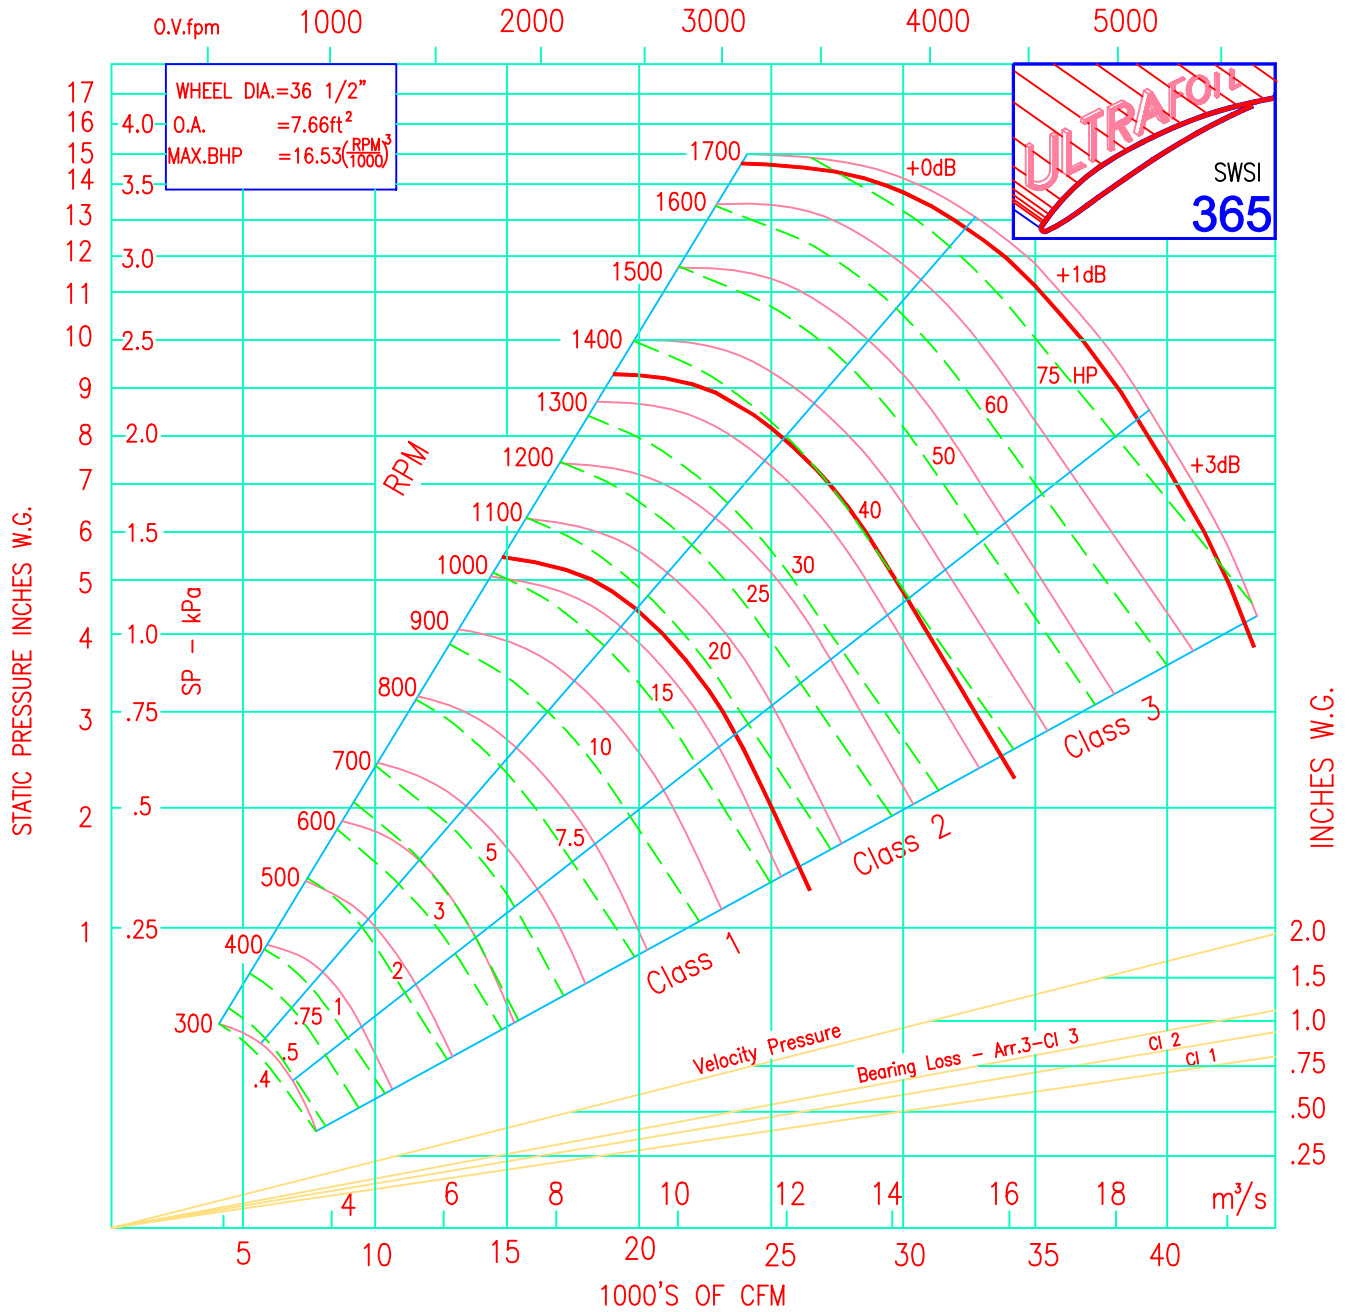 O.V.fpm 1000 2000 3000 4000 5000
WHEEL DIA.=36 1/2"
O.A. =7.66ft²
MAX.BHP =16.53(RPM/1000)³
ULTRAFOIL
SWSI
365
17
16 4.0
15
14 3.5
13
12 3.0
11
10 2.5
9
8 2.0
7
6 1.5
5
4 1.0
3 .75
2 .5
1 .25
STATIC PRESSURE INCHES W.G.
SP - kPa
RPM
1700
1600
1500
1400
1300
1200
1100
1000
900
800
700
600
500
400
300
+0dB
+1dB
+3dB
75 HP
60
50
40
30
25
20
15
10
7.5
5
3
2
1
.75
.5
.4
Class 3
Class 2
Class 1
INCHES W.G.
2.0
1.5
1.0
.75
.50
.25
Velocity Pressure
Bearing Loss - Arr.3-Cl 3
Cl 2
Cl 1
4 6 8 10 12 14 16 18 m³/s
5 10 15 20 25 30 35 40
1000'S OF CFM